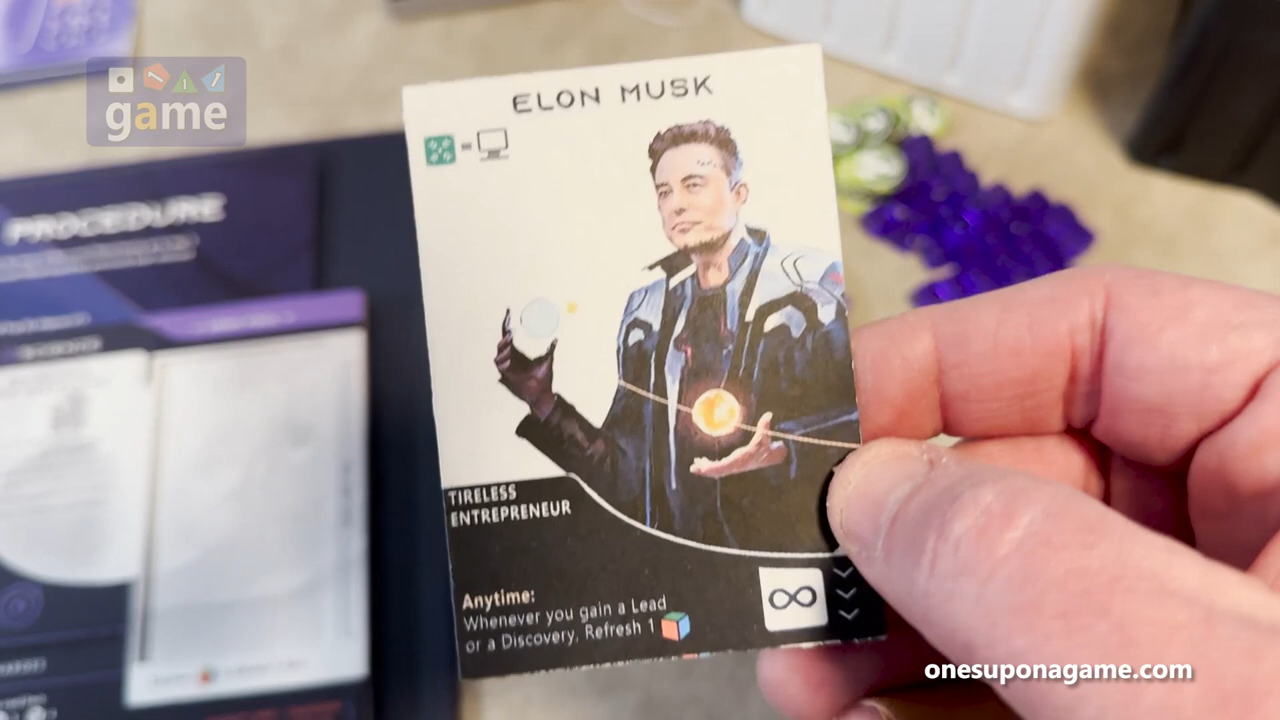 game
ELON MUSK
PROCEDURE
TIRELESS
ENTREPRENEUR
Anytime:
Whenever you gain a Lead
or a Discovery, Refresh 1
onesuponagame.com